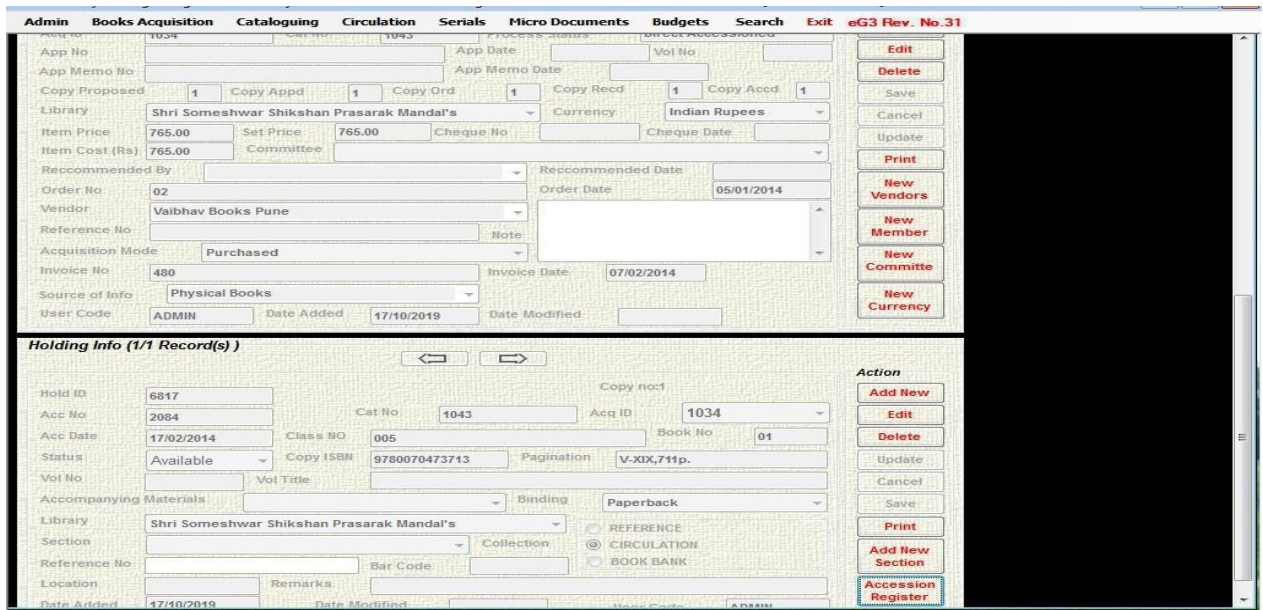 Admin Books Acquisition Cataloguing Circulation Serials Micro Documents Budgets Search Exit eG3 Rev. No.31
Acq ID 1034 Cat No 1043 Process Status Direct Accessioned
App No App Date Vol No Edit
App Memo No App Memo Date Delete
Copy Proposed 1 Copy Appd 1 Copy Ord 1 Copy Recd 1 Copy Accd 1 Save
Library Shri Someshwar Shikshan Prasarak Mandal's Currency Indian Rupees Cancel
Item Price 765.00 Set Price 765.00 Cheque No Cheque Date Update
Item Cost (Rs) 765.00 Committee Print
Reccommended By Reccommended Date
Order No 02 Order Date 05/01/2014 New Vendors
Vendor Vaibhav Books Pune
Reference No Note New Member
Acquisition Mode Purchased
Invoice No 480 Invoice Date 07/02/2014 New Committe
Source of Info Physical Books
User Code ADMIN Date Added 17/10/2019 Date Modified New Currency
Holding Info (1/1 Record(s) )
Action
Copy no:1
Hold ID 6817 Add New
Acc No 2084 Cat No 1043 Acq ID 1034 Edit
Acc Date 17/02/2014 Class NO 005 Book No 01 Delete
Status Available Copy ISBN 9780070473713 Pagination V-XIX,711p. Update
Vol No Vol Title Cancel
Accompanying Materials Binding Paperback Save
Library Shri Someshwar Shikshan Prasarak Mandal's REFERENCE Print
Section Collection CIRCULATION
Reference No Bar Code BOOK BANK Add New Section
Location Remarks Accession Register
Date Added 17/10/2019 Date Modified User Code ADMIN